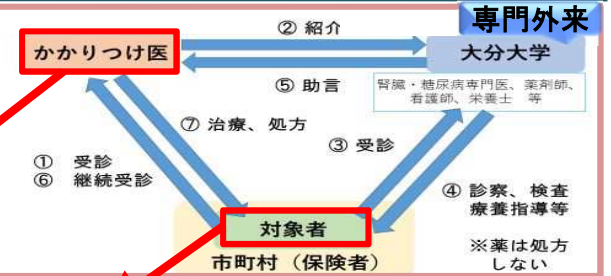 専門外来
② 紹介
かかりつけ医
大分大学
⑤ 助言
腎臓・糖尿病専門医、薬剤師、
看護師、栄養士 等
⑦ 治療、処方
③ 受診
① 受診
⑥ 継続受診
④ 診察、検査
療養指導等
対象者
※薬は処方
しない
市町村（保険者）